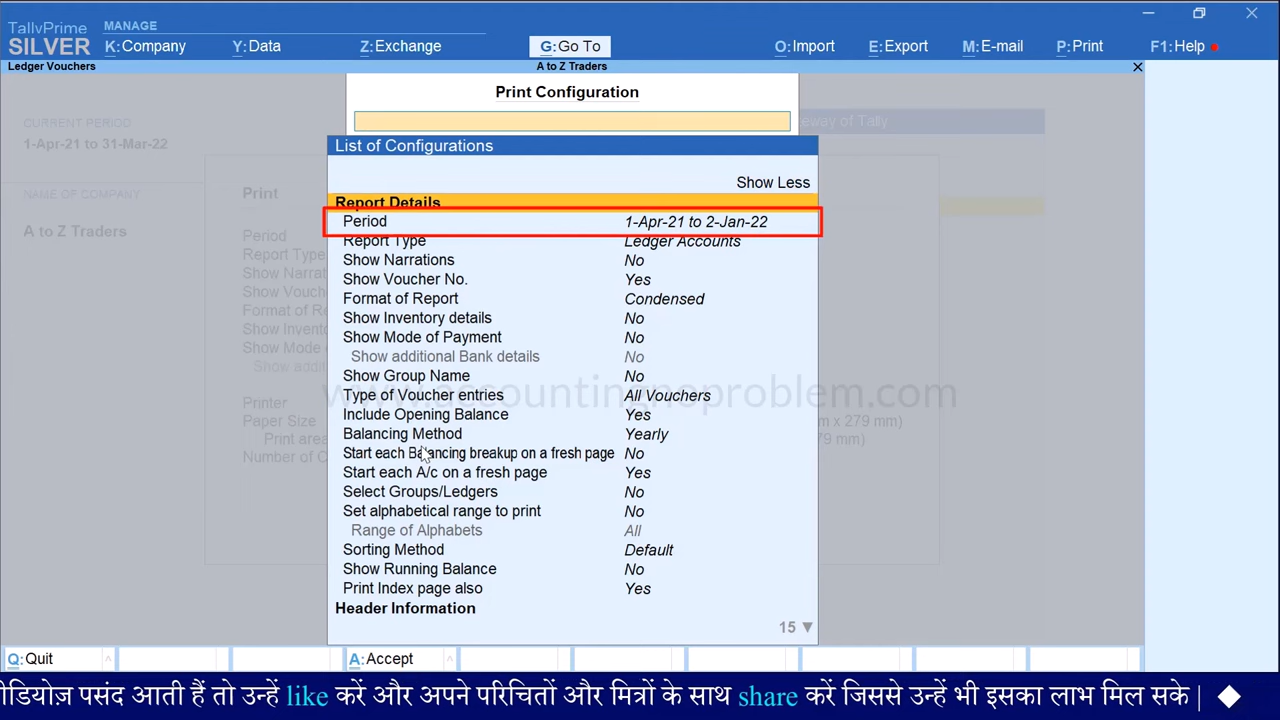 TallyPrime
MANAGE
SILVER
K:Company
Y:Data
Z:Exchange
G:Go To
O:Import
E:Export
M:E-mail
P:Print
F1:Help
Ledger Vouchers
A to Z Traders
Print Configuration
CURRENT PERIOD
1-Apr-21 to 31-Mar-22
NAME OF COMPANY
A to Z Traders
Print
Period
Report Type
Printer
Paper Size
Print area
List of Configurations
Show Less
Report Details
Period 1-Apr-21 to 2-Jan-22
Report Type Ledger Accounts
Show Narrations No
Show Voucher No. Yes
Format of Report Condensed
Show Inventory details No
Show Mode of Payment No
Show additional Bank details No
Show Group Name No
Type of Voucher entries All Vouchers
Include Opening Balance Yes
Balancing Method Yearly
Start each Balancing breakup on a fresh page No
Start each A/c on a fresh page Yes
Select Groups/Ledgers No
Set alphabetical range to print No
Range of Alphabets All
Sorting Method Default
Show Running Balance No
Print Index page also Yes
Header Information
15 ▼
www.accountingnoproblem.com
Q:Quit
A:Accept
पसंद आती हैं तो उन्हें like करें और अपने परिचितों और मित्रों के साथ share करें जिससे उन्हें भी इसका लाभ मिल सके |